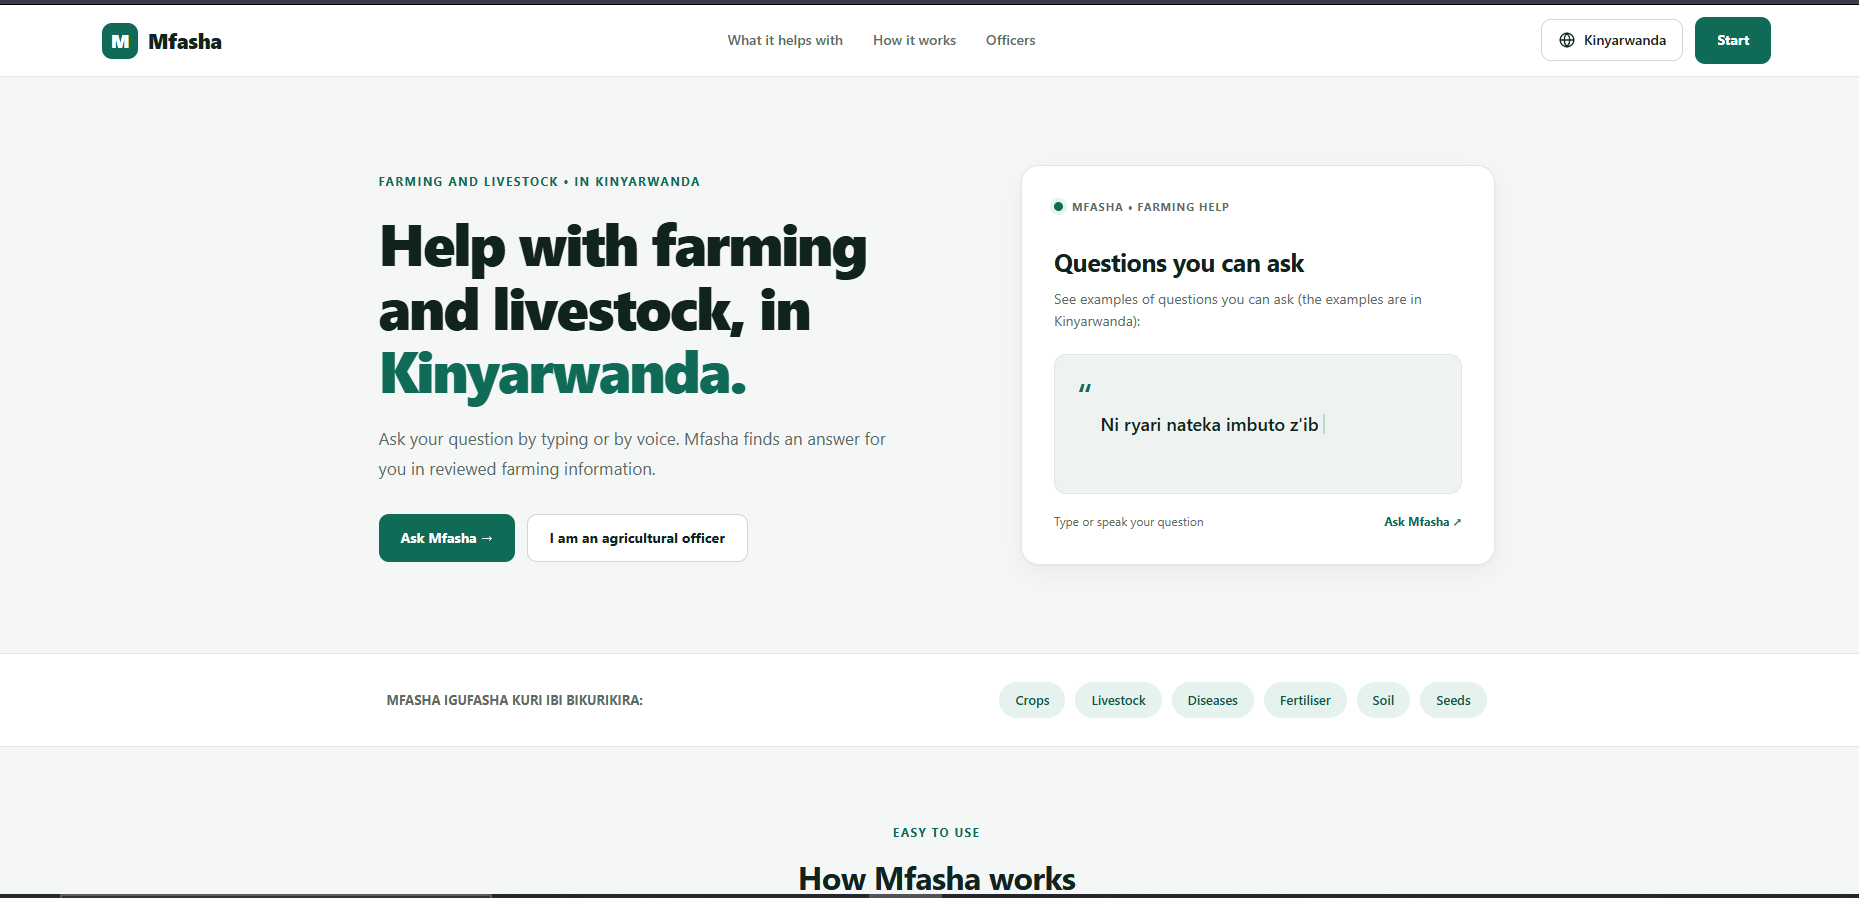 M Mfasha
What it helps with
How it works
Officers
Kinyarwanda
Start
FARMING AND LIVESTOCK • IN KINYARWANDA
Help with farming
and livestock, in
Kinyarwanda.
Ask your question by typing or by voice. Mfasha finds an answer for
you in reviewed farming information.
Ask Mfasha →
I am an agricultural officer
MFASHA • FARMING HELP
Questions you can ask
See examples of questions you can ask (the examples are in
Kinyarwanda):
“
Ni ryari nateka imbuto z'ib
Type or speak your question
Ask Mfasha ↗
MFASHA IGUFASHA KURI IBI BIKURIKIRA:
Crops
Livestock
Diseases
Fertiliser
Soil
Seeds
EASY TO USE
How Mfasha works